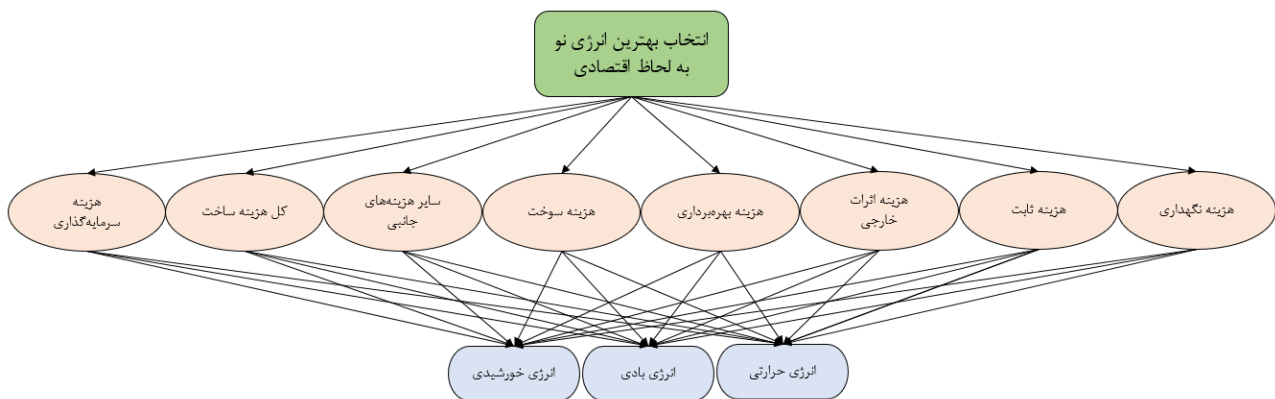 انتخاب بهترین انرژی نو
به لحاظ اقتصادی
هزینه نگهداری
هزینه ثابت
هزینه اثرات
خارجی
هزینه بهره‌برداری
هزینه سوخت
سایر هزینه‌های
جانبی
کل هزینه ساخت
هزینه
سرمایه‌گذاری
انرژی حرارتی
انرژی بادی
انرژی خورشیدی